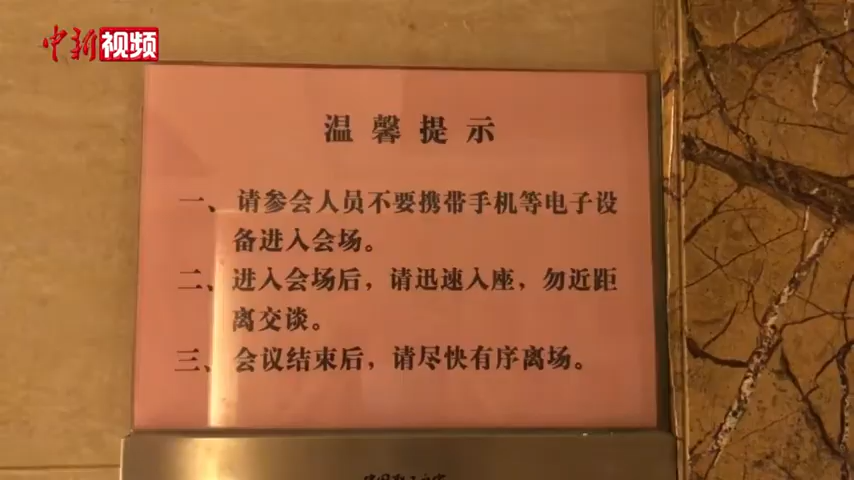 中新视频
温馨提示
一、请参会人员不要携带手机等电子设
备进入会场。
二、进入会场后，请迅速入座，勿近距
离交谈。
三、会议结束后，请尽快有序离场。